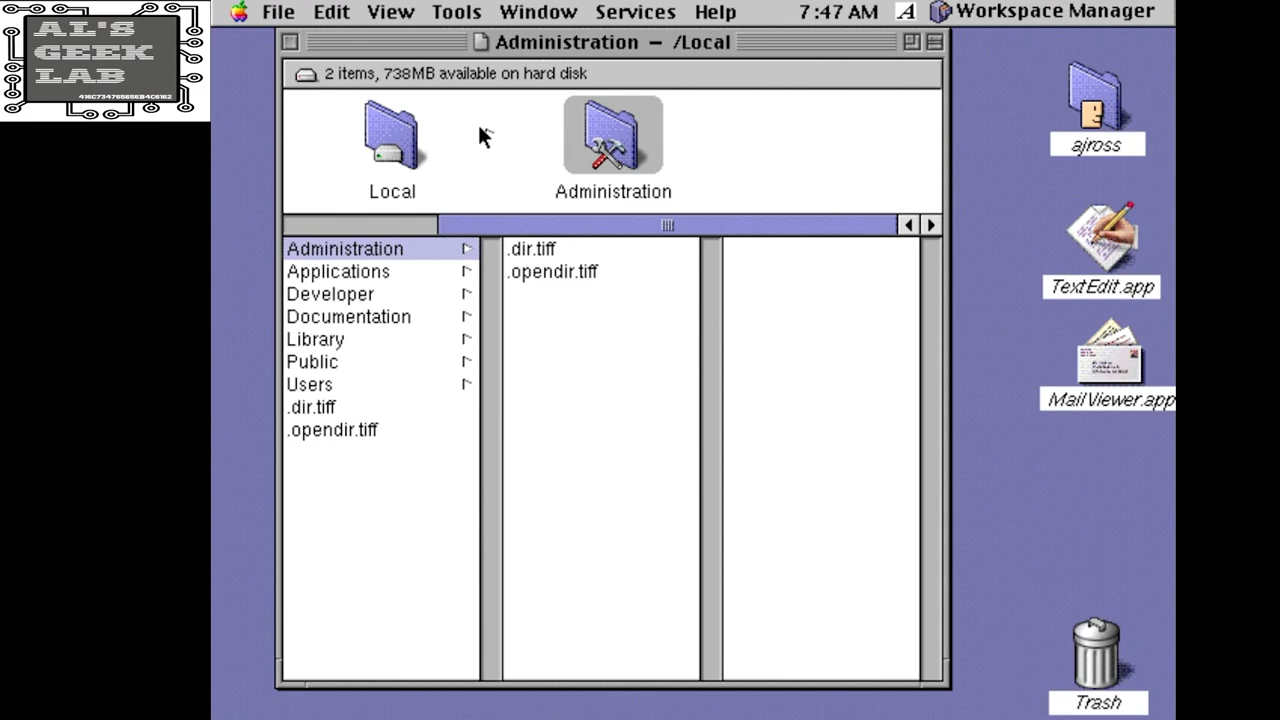 AL'S
GEEK
LAB
File Edit View Tools Window Services Help 7:47 AM A Workspace Manager
Administration – /Local
2 items, 738MB available on hard disk
Local
Administration
Administration
Applications
Developer
Documentation
Library
Public
Users
.dir.tiff
.opendir.tiff
.dir.tiff
.opendir.tiff
ajross
TextEdit.app
MailViewer.app
Trash